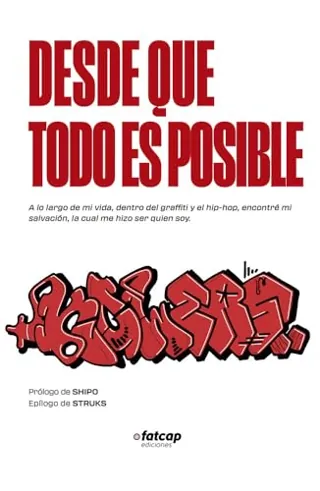 DESDE QUE
TODO ES POSIBLE
A lo largo de mi vida, dentro del graffiti y el hip-hop, encontré mi
salvación, la cual me hizo ser quien soy.
Prólogo de SHIPO
Epílogo de STRUKS
fatcap
ediciones